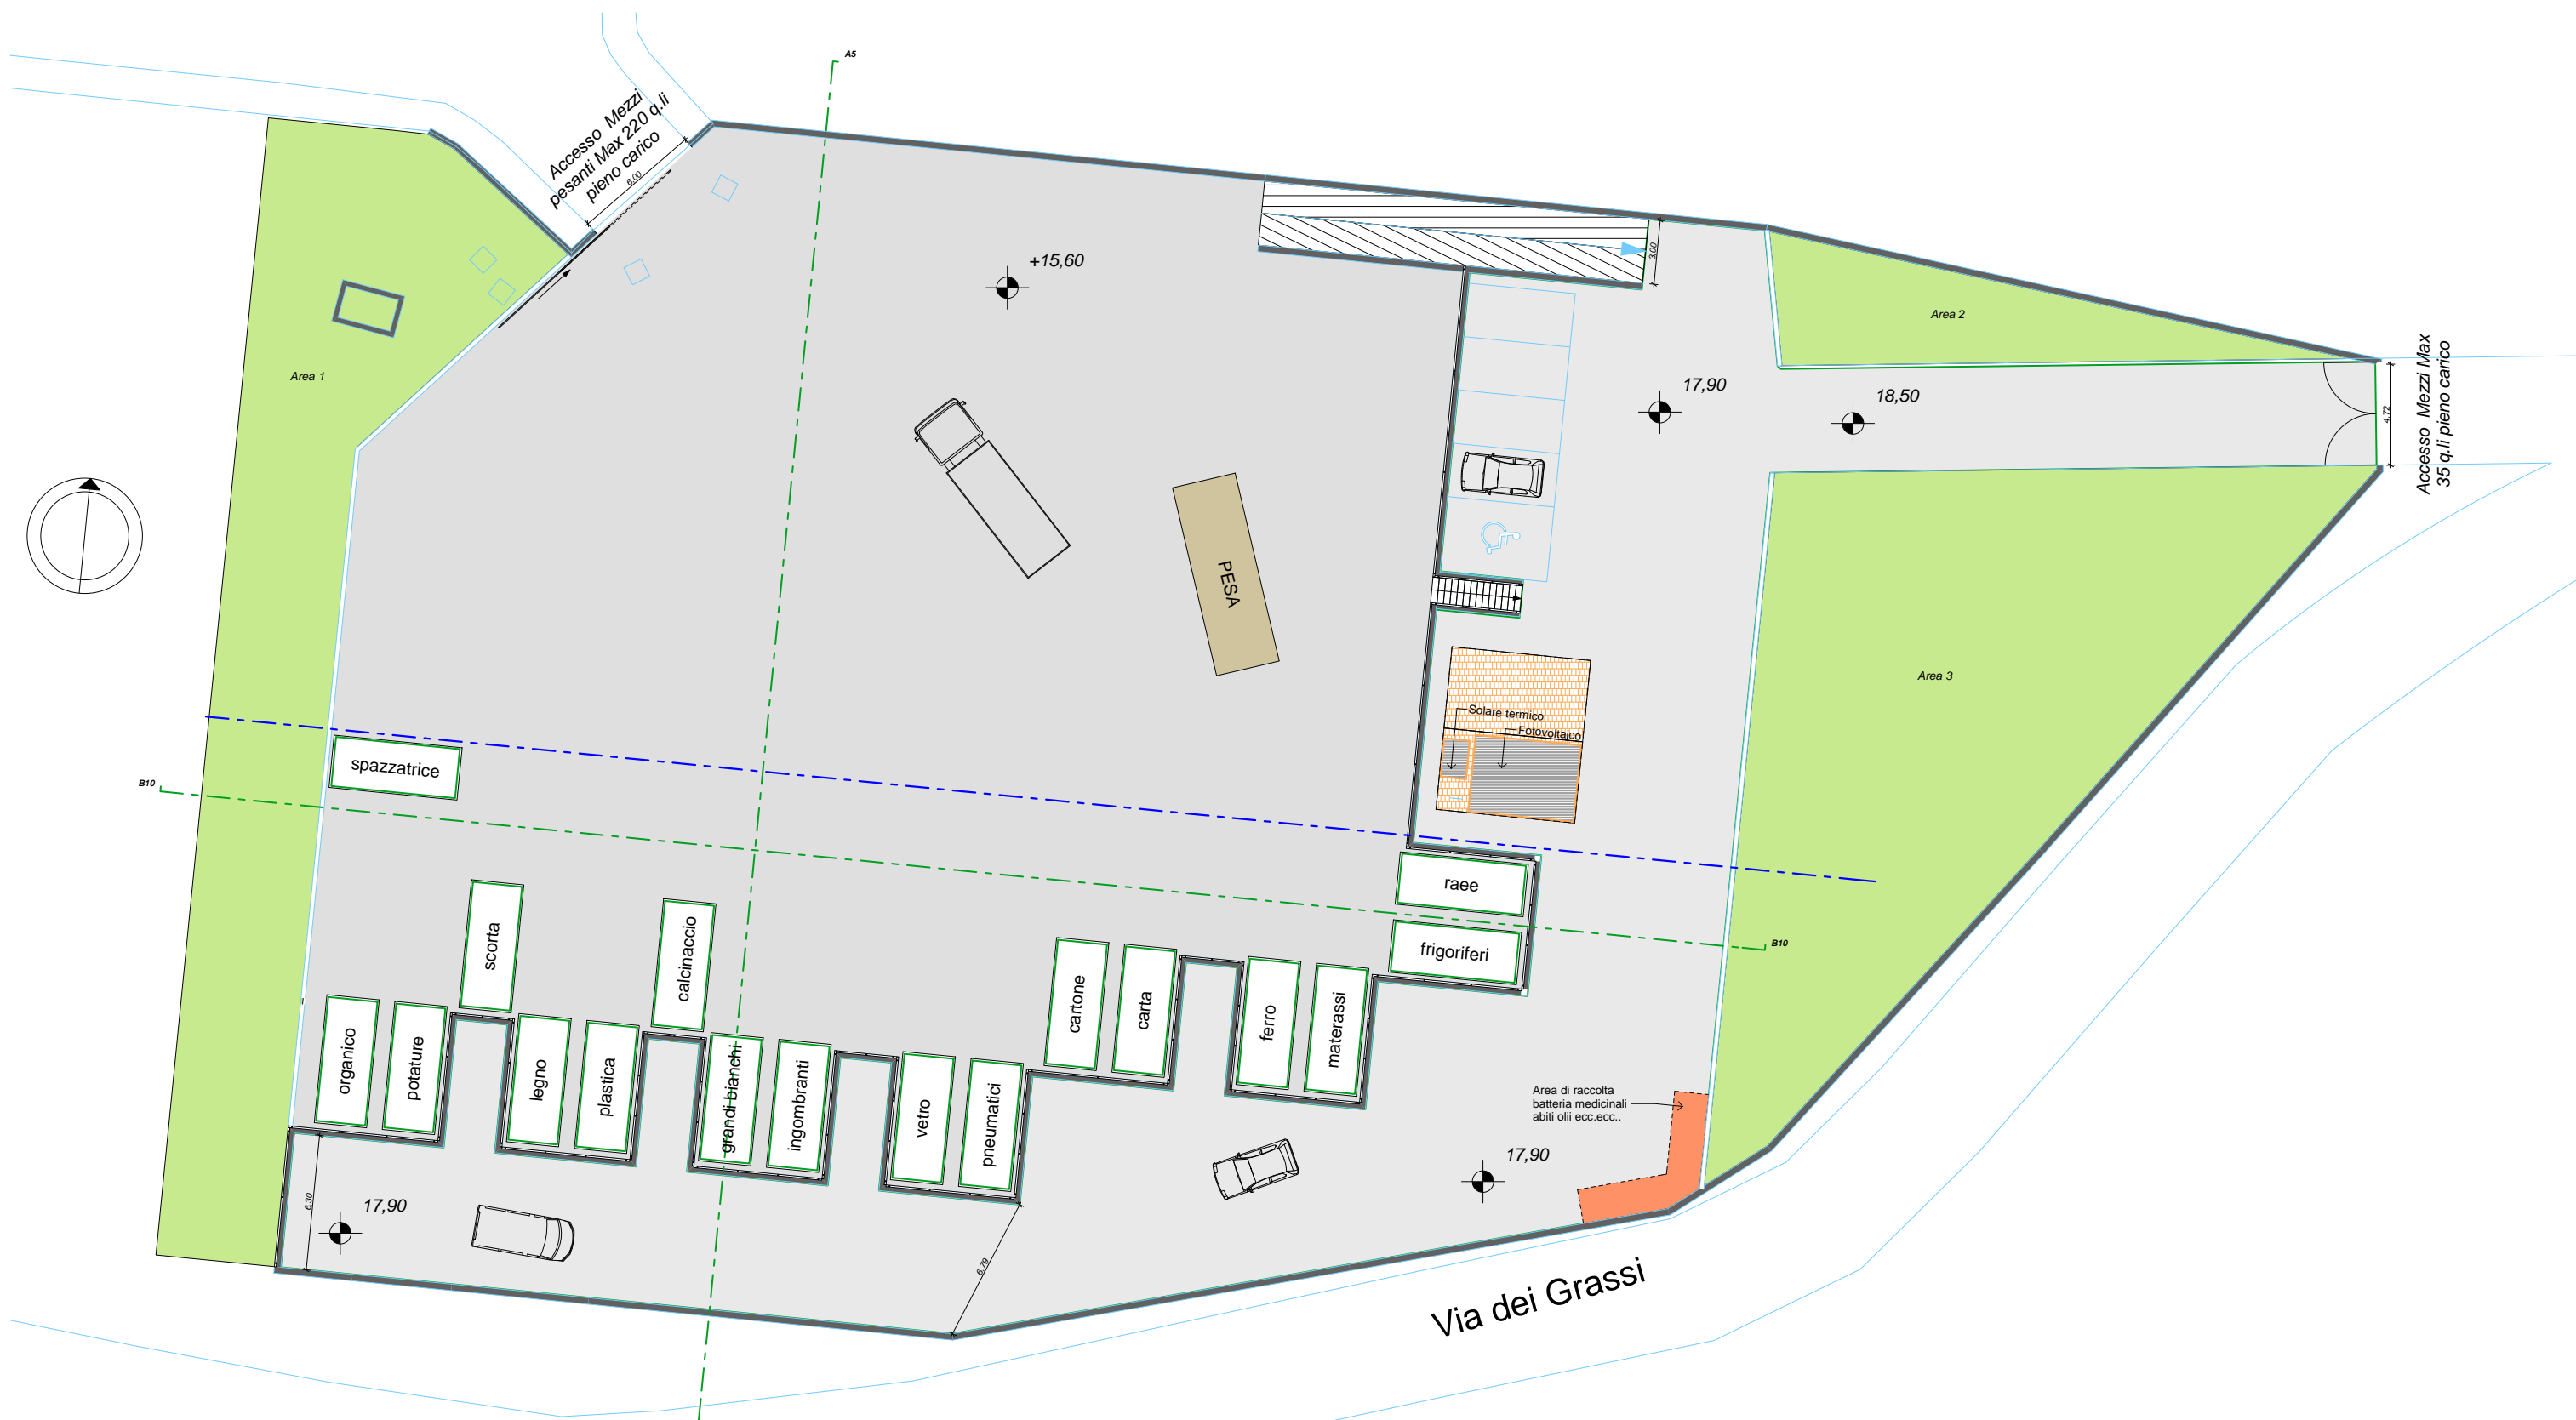 A5
Accesso Mezzi
pesanti Max 220 q.li
pieno carico
6,00
+15,60
3,00
Area 2
Accesso Mezzi Max
35 q.li pieno carico
4,72
17,90
18,50
Area 1
PESA
Area 3
Solare termico
Fotovoltaico
spazzatrice
B10
raee
frigoriferi
B10
scorta
calcinaccio
cartone
carta
ferro
materassi
organico
potature
legno
plastica
grandi bianchi
ingombranti
vetro
pneumatici
Area di raccolta
batteria medicinali
abiti olii ecc.ecc..
17,90
6,30
17,90
6,79
Via dei Grassi